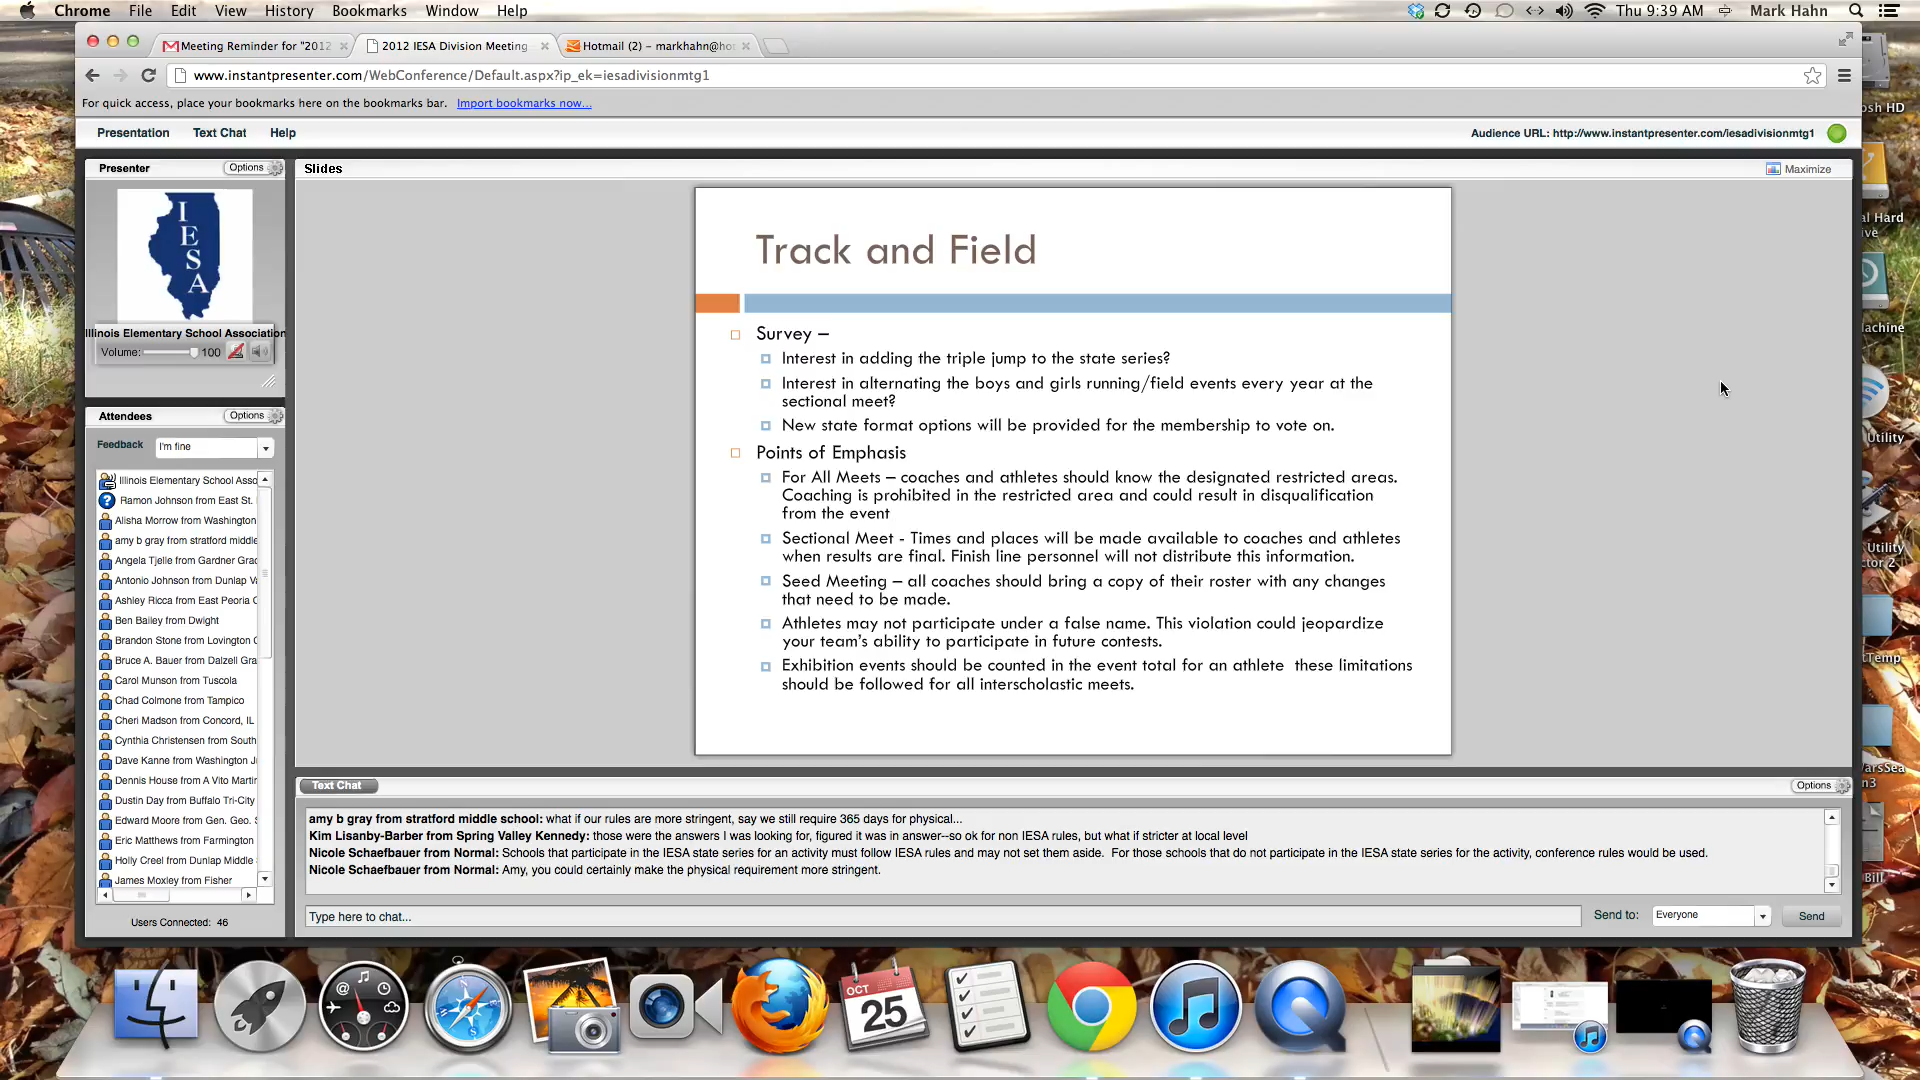 Chrome File Edit View History Bookmarks Window Help Thu 9:39 AM Mark Hahn
Meeting Reminder for "2012 2012 IESA Division Meeting Hotmail (2) – markhahn@ho
www.instantpresenter.com/WebConference/Default.aspx?ip_ek=iesadivisionmtg1
For quick access, place your bookmarks here on the bookmarks bar. Import bookmarks now...
Presentation Text Chat Help Audience URL: http://www.instantpresenter.com/iesadivisionmtg1
Presenter Options
I
E
S
A
Illinois Elementary School Association
Volume: 100
Attendees Options
Feedback I'm fine
Illinois Elementary School Asso
Ramon Johnson from East St.
Alisha Morrow from Washington
amy b gray from stratford middle
Angela Tjelle from Gardner Grad
Antonio Johnson from Dunlap Va
Ashley Ricca from East Peoria C
Ben Bailey from Dwight
Brandon Stone from Lovington C
Bruce A. Bauer from Dalzell Gra
Carol Munson from Tuscola
Chad Colmone from Tampico
Cheri Madson from Concord, IL
Cynthia Christensen from South
Dave Kanne from Washington J
Dennis House from A Vito Martin
Dustin Day from Buffalo Tri-City
Edward Moore from Gen. Geo. S
Eric Matthews from Farmington
Holly Creel from Dunlap Middle
James Moxley from Fisher
Users Connected: 46
Slides Maximize
Track and Field
Survey –
Interest in adding the triple jump to the state series?
Interest in alternating the boys and girls running/field events every year at the
sectional meet?
New state format options will be provided for the membership to vote on.
Points of Emphasis
For All Meets – coaches and athletes should know the designated restricted areas.
Coaching is prohibited in the restricted area and could result in disqualification
from the event
Sectional Meet - Times and places will be made available to coaches and athletes
when results are final. Finish line personnel will not distribute this information.
Seed Meeting – all coaches should bring a copy of their roster with any changes
that need to be made.
Athletes may not participate under a false name. This violation could jeopardize
your team's ability to participate in future contests.
Exhibition events should be counted in the event total for an athlete these limitations
should be followed for all interscholastic meets.
Text Chat Options
amy b gray from stratford middle school: what if our rules are more stringent, say we still require 365 days for physical...
Kim Lisanby-Barber from Spring Valley Kennedy: those were the answers I was looking for, figured it was in answer--so ok for non IESA rules, but what if stricter at local level
Nicole Schaefbauer from Normal: Schools that participate in the IESA state series for an activity must follow IESA rules and may not set them aside. For those schools that do not participate in the IESA state series for the activity, conference rules would be used.
Nicole Schaefbauer from Normal: Amy, you could certainly make the physical requirement more stringent.
Type here to chat... Send to: Everyone Send
osh HD
al Hard
ive
achine
Utility
Utility
ctor 2
tTemp
VarsSea
n3
Bill
OCT
25